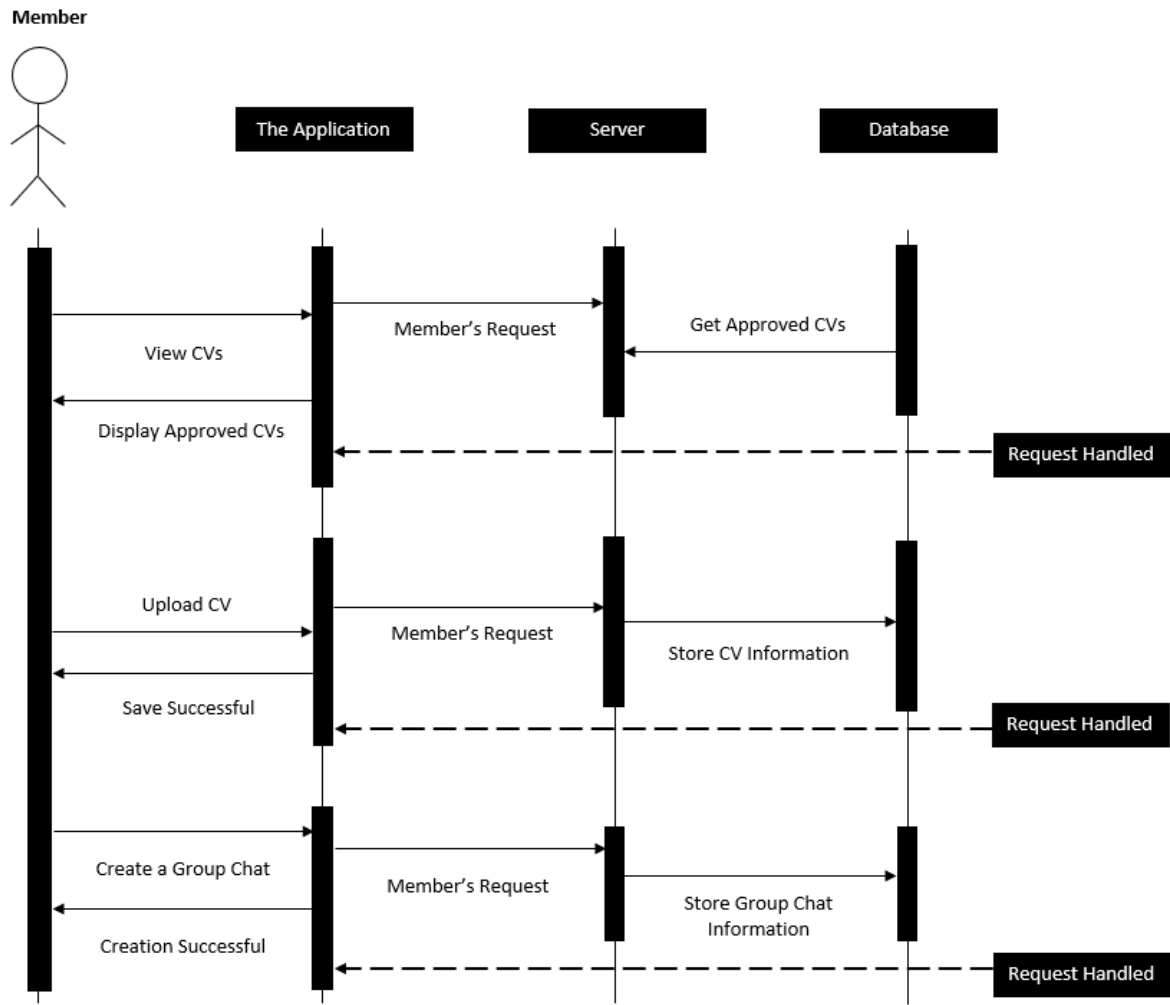 Member
The Application
Server
Database
Member's Request
Get Approved CVs
View CVs
Display Approved CVs
Request Handled
Upload CV
Member's Request
Store CV Information
Save Successful
Request Handled
Create a Group Chat
Member's Request
Store Group Chat
Information
Creation Successful
Request Handled